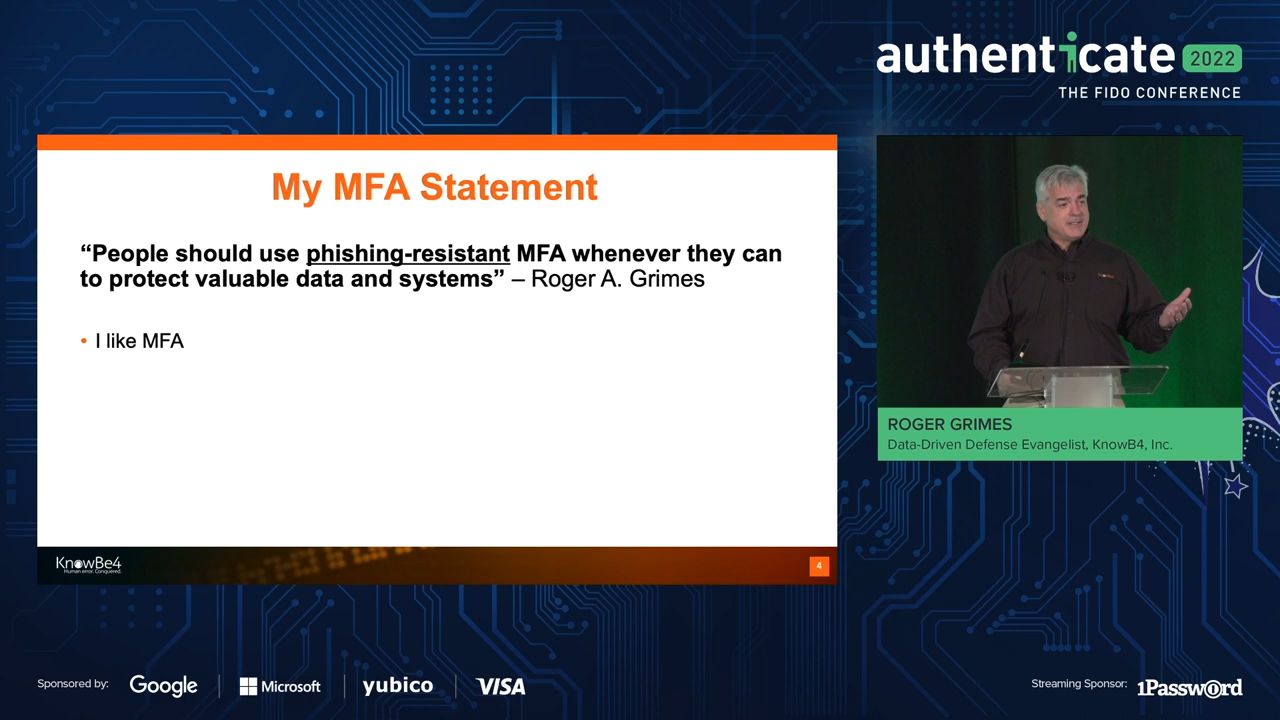 authenticate 2022
THE FIDO CONFERENCE
My MFA Statement
“People should use phishing-resistant MFA whenever they can
to protect valuable data and systems” – Roger A. Grimes
• I like MFA
KnowBe4
Human error. Conquered.
4
ROGER GRIMES
Data-Driven Defense Evangelist, KnowB4, Inc.
Sponsored by: Google Microsoft yubico VISA
Streaming Sponsor: 1Password